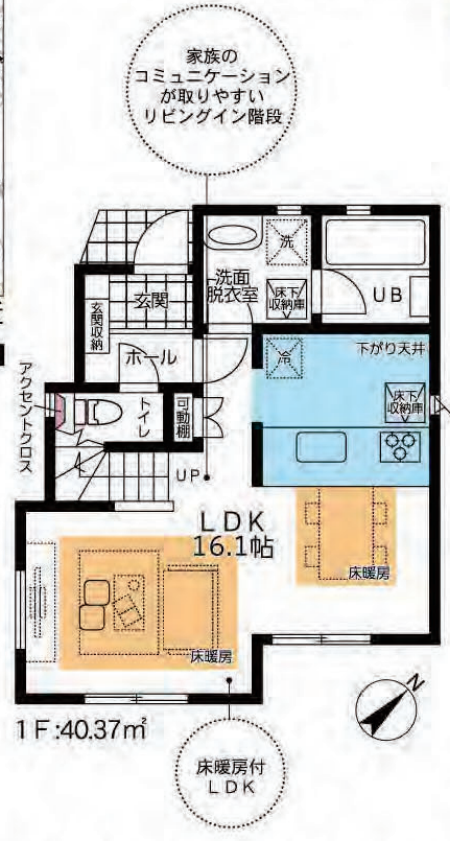 家族の
コミュニケーション
が取りやすい
リビングイン階段
洗
洗面
脱衣室
床下
収納庫
UB
玄関
玄関収納
ホール
冷
下がり天井
床下
収納庫
アクセントクロス
トイレ
可動棚
UP
LDK
16.1帖
床暖房
床暖房
1F:40.37㎡
N
床暖房付
LDK